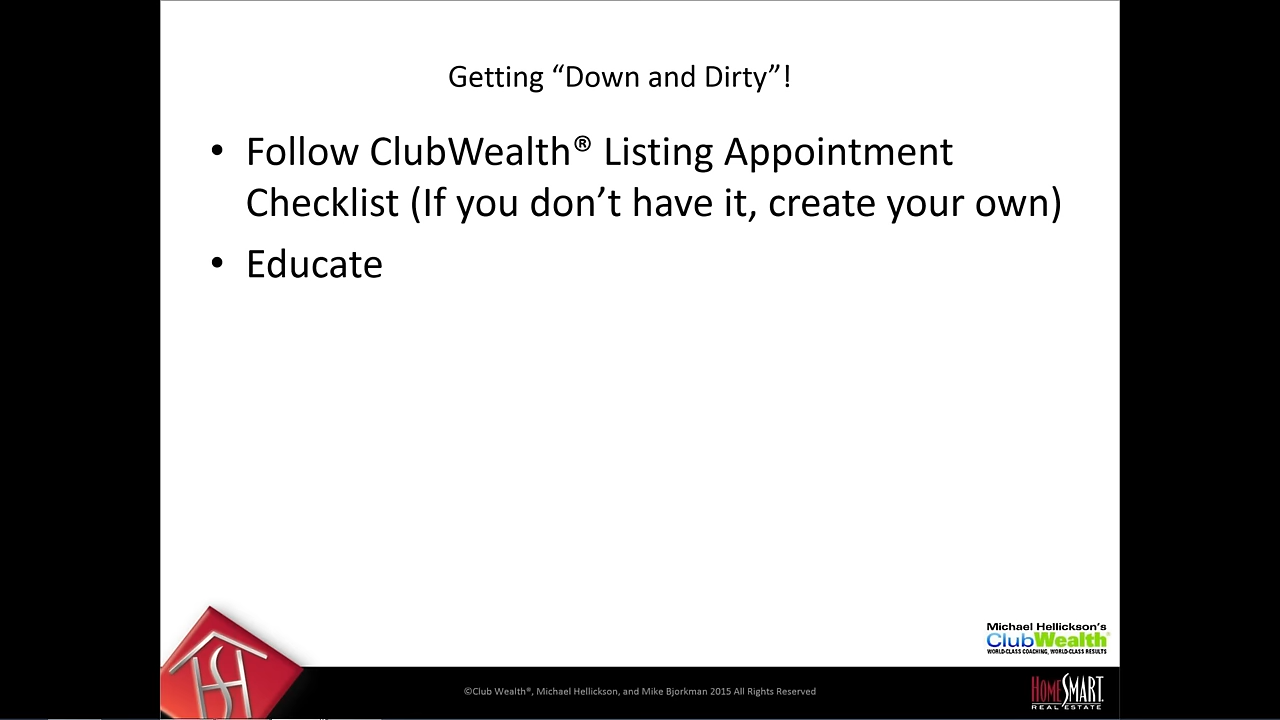 Getting “Down and Dirty”!
• Follow ClubWealth® Listing Appointment
Checklist (If you don’t have it, create your own)
• Educate
Michael Hellickson's
ClubWealth®
WORLD-CLASS COACHING, WORLD-CLASS RESULTS
HS
©Club Wealth®, Michael Hellickson, and Mike Bjorkman 2015 All Rights Reserved
HOMESMART
REAL ESTATE